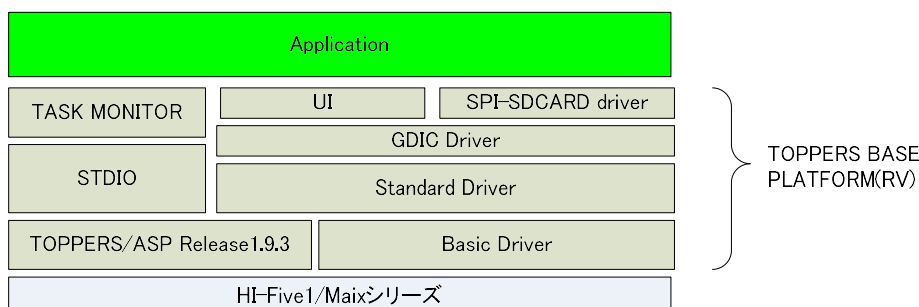 Application
TASK MONITOR
UI
SPI-SDCARD driver
GDIC Driver
STDIO
Standard Driver
TOPPERS BASE
PLATFORM(RV)
TOPPERS/ASP Release1.9.3
Basic Driver
HI-Five1/Maixシリーズ